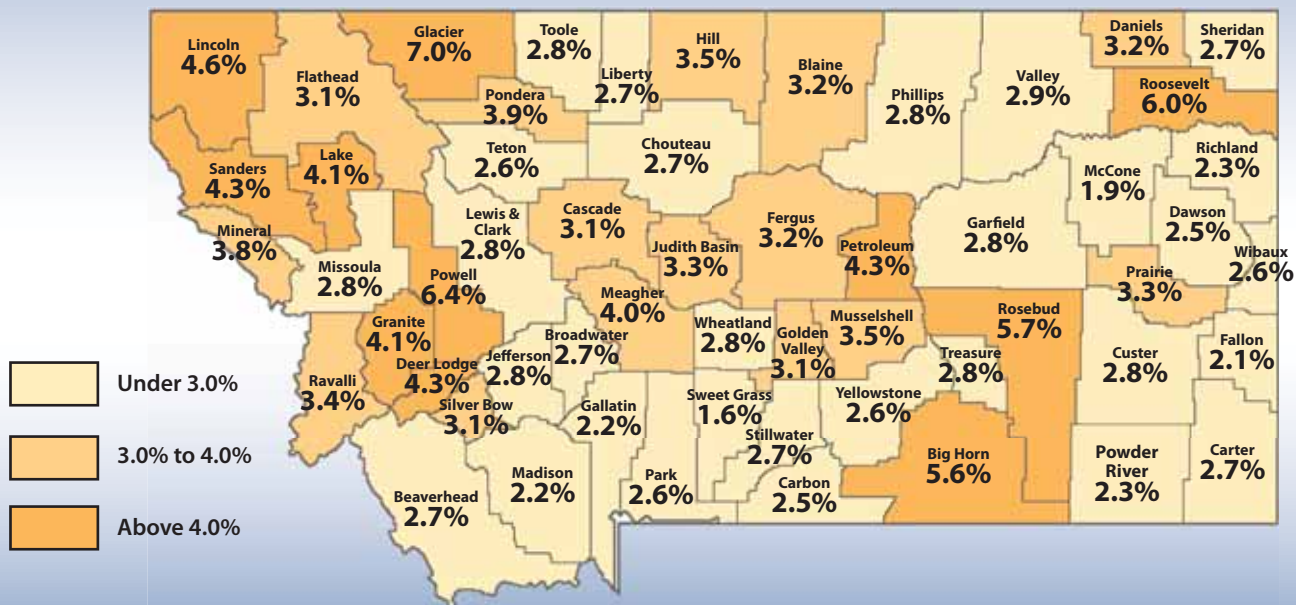 Lincoln
4.6%
Flathead
3.1%
Glacier
7.0%
Toole
2.8%
Liberty
2.7%
Hill
3.5%
Blaine
3.2%
Phillips
2.8%
Valley
2.9%
Daniels
3.2%
Sheridan
2.7%
Roosevelt
6.0%
Pondera
3.9%
Teton
2.6%
Chouteau
2.7%
Richland
2.3%
McCone
1.9%
Sanders
4.3%
Lake
4.1%
Mineral
3.8%
Missoula
2.8%
Powell
6.4%
Lewis &
Clark
2.8%
Cascade
3.1%
Judith Basin
3.3%
Fergus
3.2%
Petroleum
4.3%
Garfield
2.8%
Dawson
2.5%
Wibaux
2.6%
Prairie
3.3%
Meagher
4.0%
Granite
4.1%
Deer Lodge
4.3%
Silver Bow
3.1%
Ravalli
3.4%
Jefferson
2.8%
Broadwater
2.7%
Wheatland
2.8%
Golden
Valley
3.1%
Musselshell
3.5%
Rosebud
5.7%
Treasure
2.8%
Custer
2.8%
Fallon
2.1%
Gallatin
2.2%
Sweet Grass
1.6%
Stillwater
2.7%
Yellowstone
2.6%
Big Horn
5.6%
Powder
River
2.3%
Carter
2.7%
Beaverhead
2.7%
Madison
2.2%
Park
2.6%
Carbon
2.5%
Under 3.0%
3.0% to 4.0%
Above 4.0%